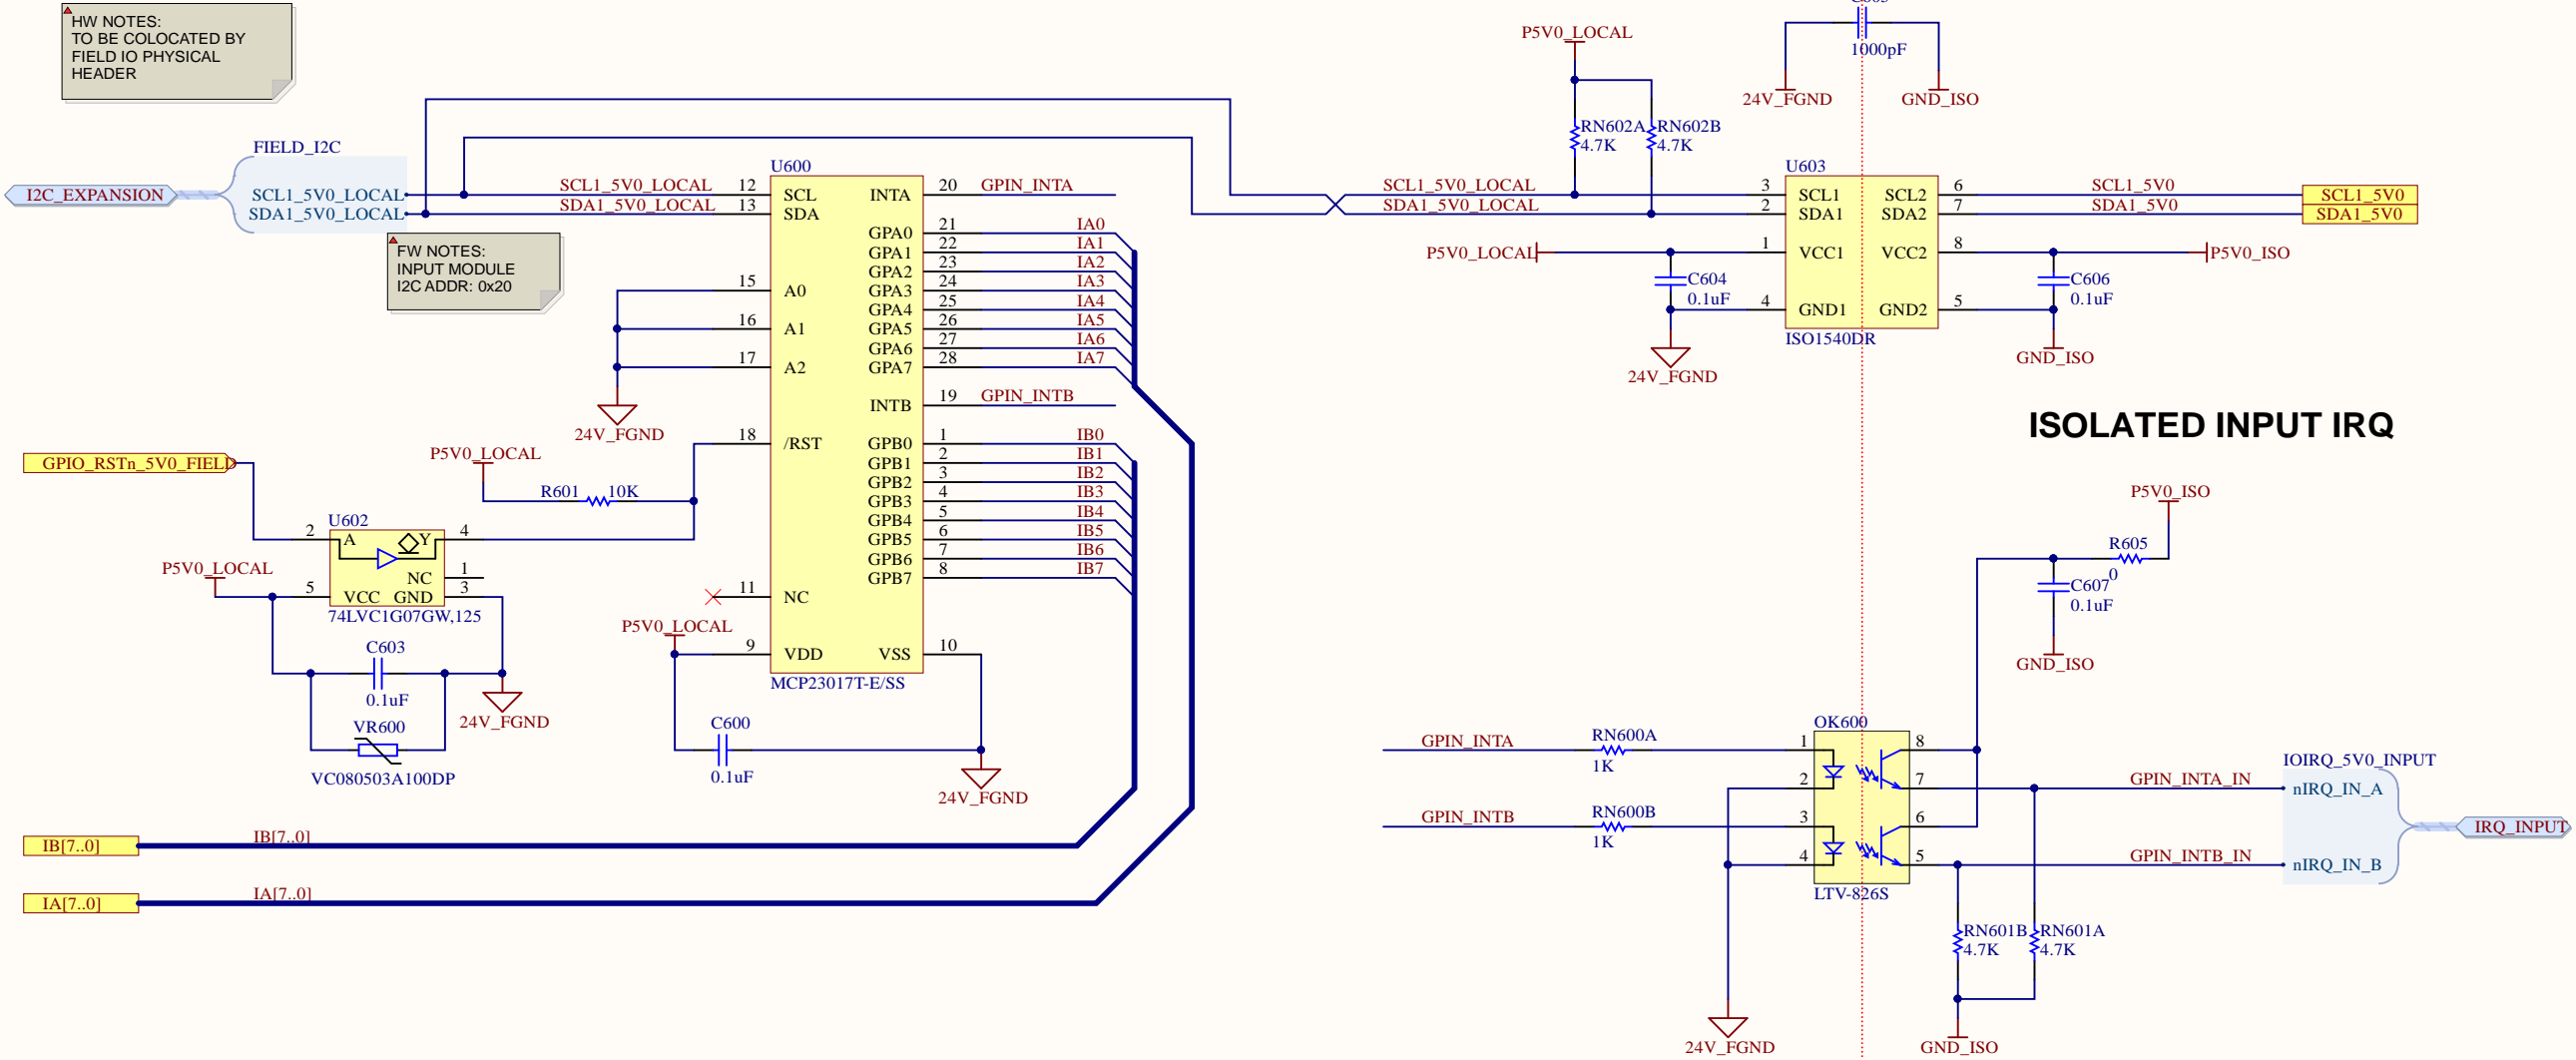 HW NOTES:
TO BE COLOCATED BY
FIELD IO PHYSICAL
HEADER
I2C_EXPANSION
FIELD_I2C
SCL1_5V0_LOCAL
SDA1_5V0_LOCAL
FW NOTES:
INPUT MODULE
I2C ADDR: 0x20
SCL1_5V0_LOCAL
SDA1_5V0_LOCAL
U600
12 SCL INTA 20 GPIN_INTA
13 SDA
GPA0 21 IA0
GPA1 22 IA1
GPA2 23 IA2
15 A0 GPA3 24 IA3
GPA4 25 IA4
16 A1 GPA5 26 IA5
GPA6 27 IA6
17 A2 GPA7 28 IA7
24V_FGND
INTB 19 GPIN_INTB
18 /RST GPB0 1 IB0
GPB1 2 IB1
GPB2 3 IB2
GPB3 4 IB3
GPB4 5 IB4
GPB5 6 IB5
GPB6 7 IB6
GPB7 8 IB7
11 NC
P5V0_LOCAL
9 VDD VSS 10
MCP23017T-E/SS
C600
0.1uF
24V_FGND
P5V0_LOCAL
R601 10K
GPIO_RSTn_5V0_FIELD
U602
2 A Y 4
P5V0_LOCAL
NC 1
5 VCC GND 3
74LVC1G07GW,125
C603
0.1uF
24V_FGND
VR600
VC080503A100DP
IB[7..0] IB[7..0]
IA[7..0] IA[7..0]
1000pF
24V_FGND GND_ISO
P5V0_LOCAL
RN602A RN602B
4.7K 4.7K
SCL1_5V0_LOCAL
SDA1_5V0_LOCAL
U603
3 SCL1 SCL2 6 SCL1_5V0 SCL1_5V0
2 SDA1 SDA2 7 SDA1_5V0 SDA1_5V0
P5V0_LOCAL 1 VCC1 VCC2 8 P5V0_ISO
C604 C606
0.1uF 0.1uF
4 GND1 GND2 5
ISO1540DR
24V_FGND GND_ISO
ISOLATED INPUT IRQ
P5V0_ISO
R605
0
C607
0.1uF
GND_ISO
OK600
GPIN_INTA RN600A 1 8
1K
2 7 GPIN_INTA_IN
GPIN_INTB RN600B 3 6
1K
4 5 GPIN_INTB_IN
LTV-826S
IOIRQ_5V0_INPUT
nIRQ_IN_A
nIRQ_IN_B
IRQ_INPUT
RN601B RN601A
4.7K 4.7K
24V_FGND GND_ISO